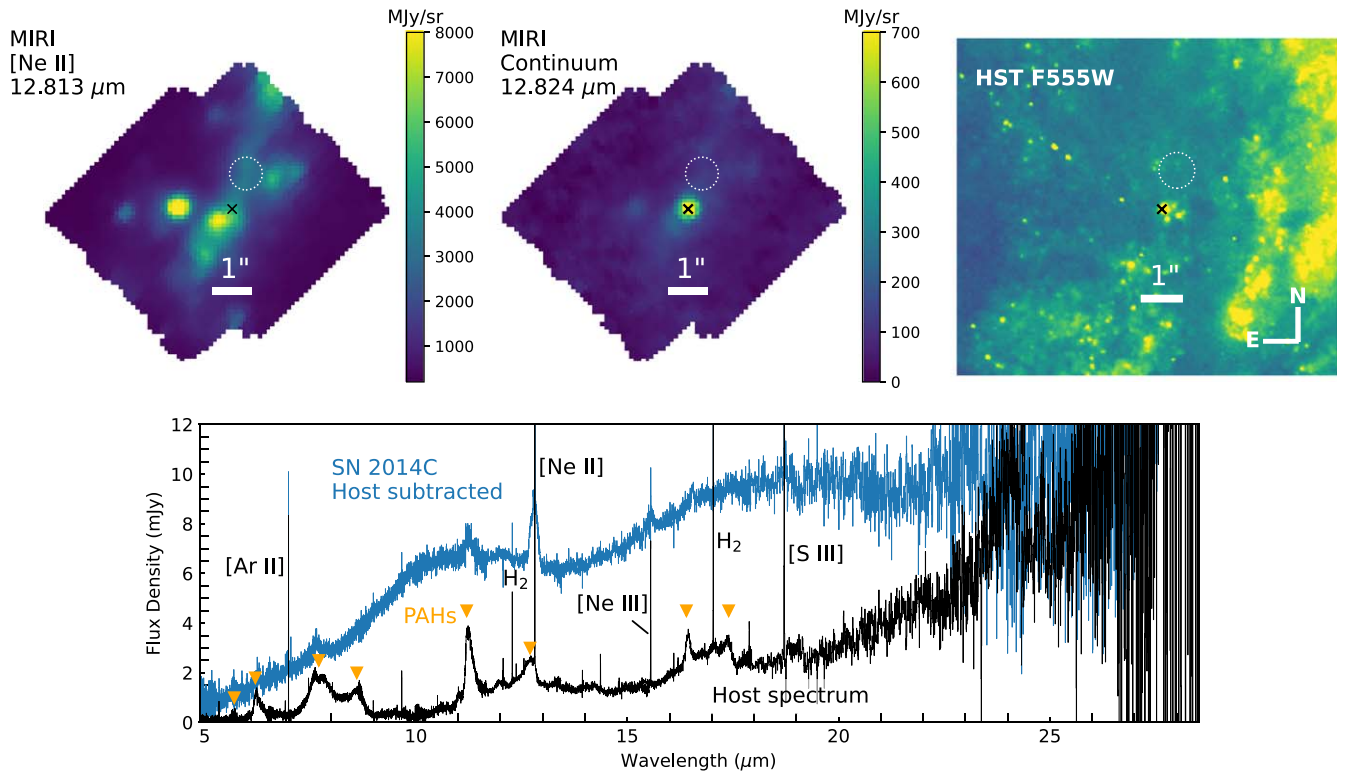 MIRI
[Ne II]
12.813 μm
MJy/sr
8000
7000
6000
5000
4000
3000
2000
1000
×
1"
MIRI
Continuum
12.824 μm
MJy/sr
700
600
500
400
300
200
100
0
×
1"
HST F555W
×
1"
N
E
12
10
8
6
4
2
0
Flux Density (mJy)
SN 2014C
Host subtracted
[Ar II]
PAHs
H2
[Ne II]
[Ne III]
H2
[S III]
Host spectrum
5
10
15
20
25
Wavelength (μm)